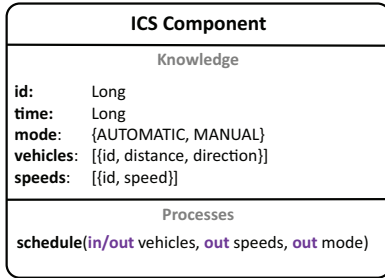 ICS Component
Knowledge
id: Long
time: Long
mode: {AUTOMATIC, MANUAL}
vehicles: [{id, distance, direction}]
speeds: [{id, speed}]
Processes
schedule(in/out vehicles, out speeds, out mode)